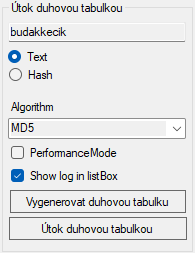 Útok duhovou tabulkou
budakkecik
Text
Hash
Algorithm
MD5
PerformanceMode
Show log in listBox
Vygenerovat duhovou tabulku
Útok duhovou tabulkou